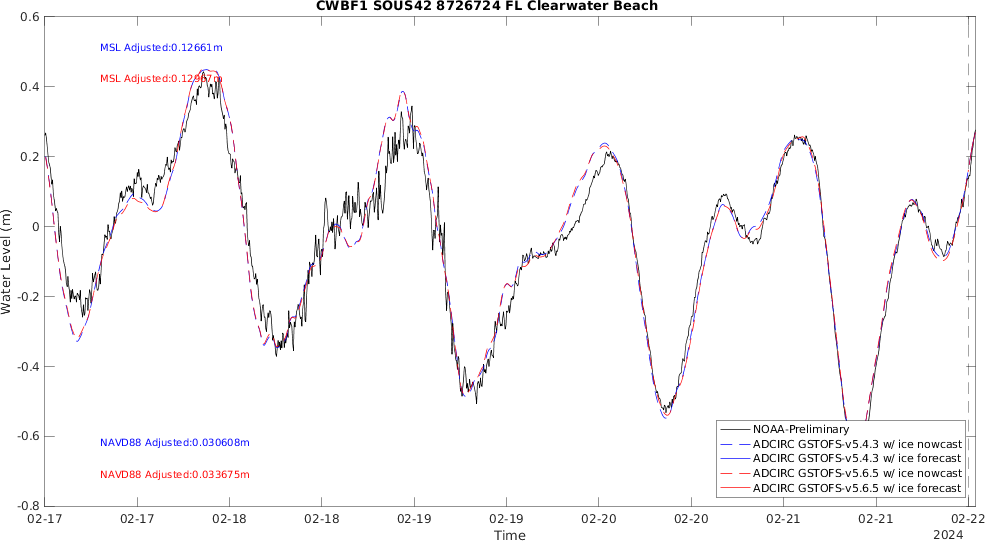 CWBF1 SOUS42 8726724 FL Clearwater Beach
0.6
MSL Adjusted:0.12661m
MSL Adjusted:
0.4
0.2
0
-0.2
-0.4
-0.6
-0.8
Water Level (m)
NAVD88 Adjusted:0.030608m
NAVD88 Adjusted:0.033675m
NOAA-Preliminary
ADCIRC GSTOFS-v5.4.3 w/ ice nowcast
ADCIRC GSTOFS-v5.4.3 w/ ice forecast
ADCIRC GSTOFS-v5.6.5 w/ ice nowcast
ADCIRC GSTOFS-v5.6.5 w/ ice forecast
02-17 02-17 02-18 02-18 02-19 02-19 02-20 02-20 02-21 02-21 02-22
Time
2024